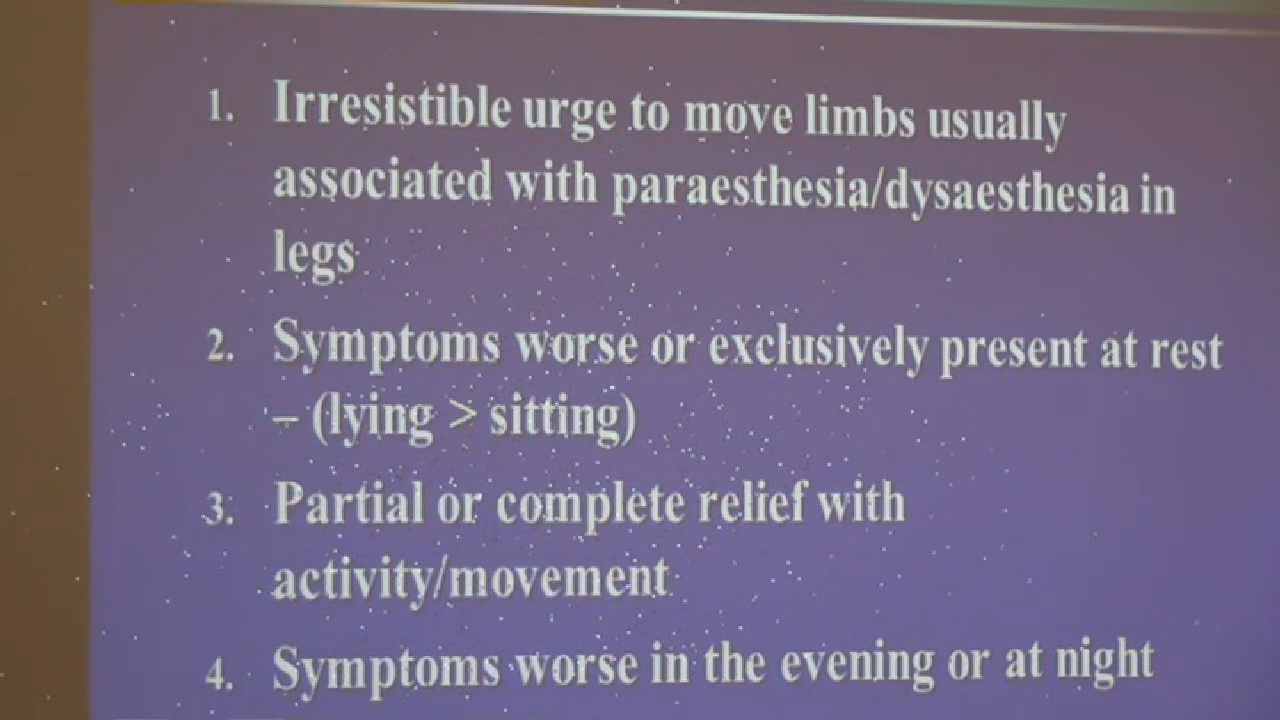 1. Irresistible urge to move limbs usually
associated with paraesthesia/dysaesthesia in
legs
2. Symptoms worse or exclusively present at rest
– (lying > sitting)
3. Partial or complete relief with
activity/movement
4. Symptoms worse in the evening or at night